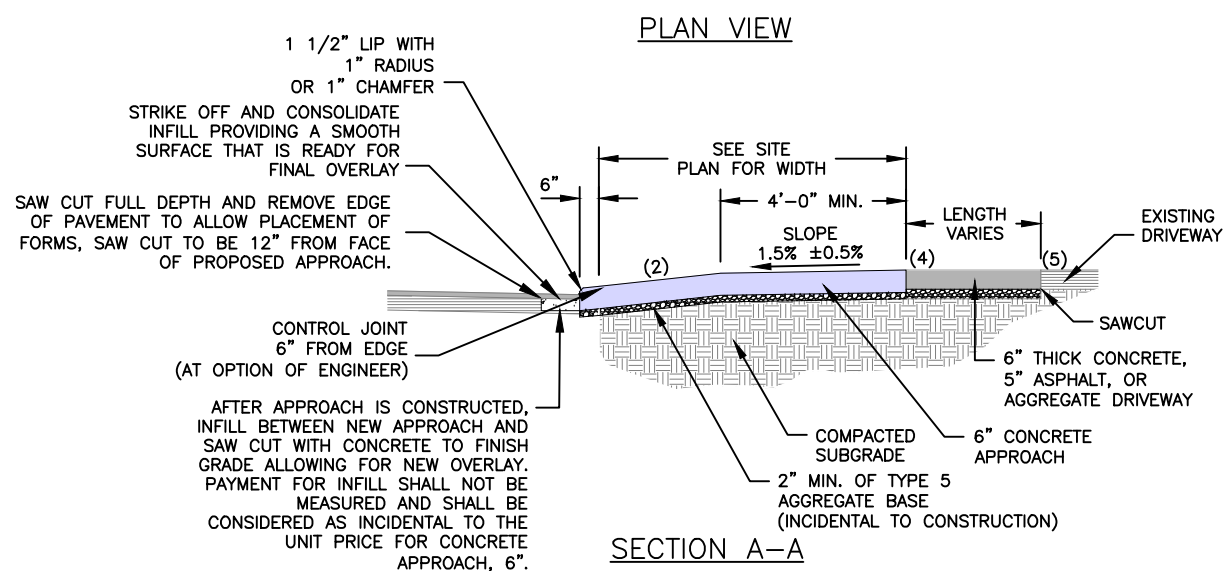 PLAN VIEW
1 1/2" LIP WITH
1" RADIUS
OR 1" CHAMFER
STRIKE OFF AND CONSOLIDATE
INFILL PROVIDING A SMOOTH
SURFACE THAT IS READY FOR
FINAL OVERLAY
SAW CUT FULL DEPTH AND REMOVE EDGE
OF PAVEMENT TO ALLOW PLACEMENT OF
FORMS, SAW CUT TO BE 12" FROM FACE
OF PROPOSED APPROACH.
6"
SEE SITE
PLAN FOR WIDTH
4'-0" MIN.
SLOPE
1.5% ±0.5%
LENGTH
VARIES
EXISTING
DRIVEWAY
(2)
(4)
(5)
CONTROL JOINT
6" FROM EDGE
(AT OPTION OF ENGINEER)
AFTER APPROACH IS CONSTRUCTED,
INFILL BETWEEN NEW APPROACH AND
SAW CUT WITH CONCRETE TO FINISH
GRADE ALLOWING FOR NEW OVERLAY.
PAYMENT FOR INFILL SHALL NOT BE
MEASURED AND SHALL BE
CONSIDERED AS INCIDENTAL TO THE
UNIT PRICE FOR CONCRETE
APPROACH, 6".
SAWCUT
6" THICK CONCRETE,
5" ASPHALT, OR
AGGREGATE DRIVEWAY
6" CONCRETE
APPROACH
COMPACTED
SUBGRADE
2" MIN. OF TYPE 5
AGGREGATE BASE
(INCIDENTAL TO CONSTRUCTION)
SECTION A-A